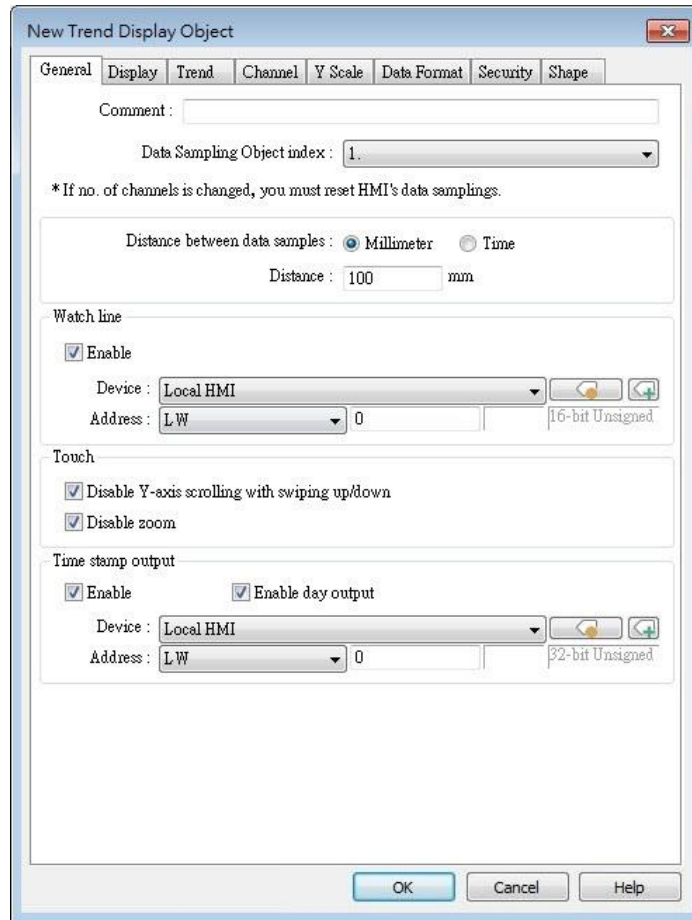 New Trend Display Object
General Display Trend Channel Y Scale Data Format Security Shape
Comment :
Data Sampling Object index : 1.
* If no. of channels is changed, you must reset HMI's data samplings.
Distance between data samples : Millimeter Time
Distance : 100 mm
Watch line
Enable
Device : Local HMI
Address : LW 0 16-bit Unsigned
Touch
Disable Y-axis scrolling with swiping up/down
Disable zoom
Time stamp output
Enable Enable day output
Device : Local HMI
Address : LW 0 32-bit Unsigned
OK Cancel Help